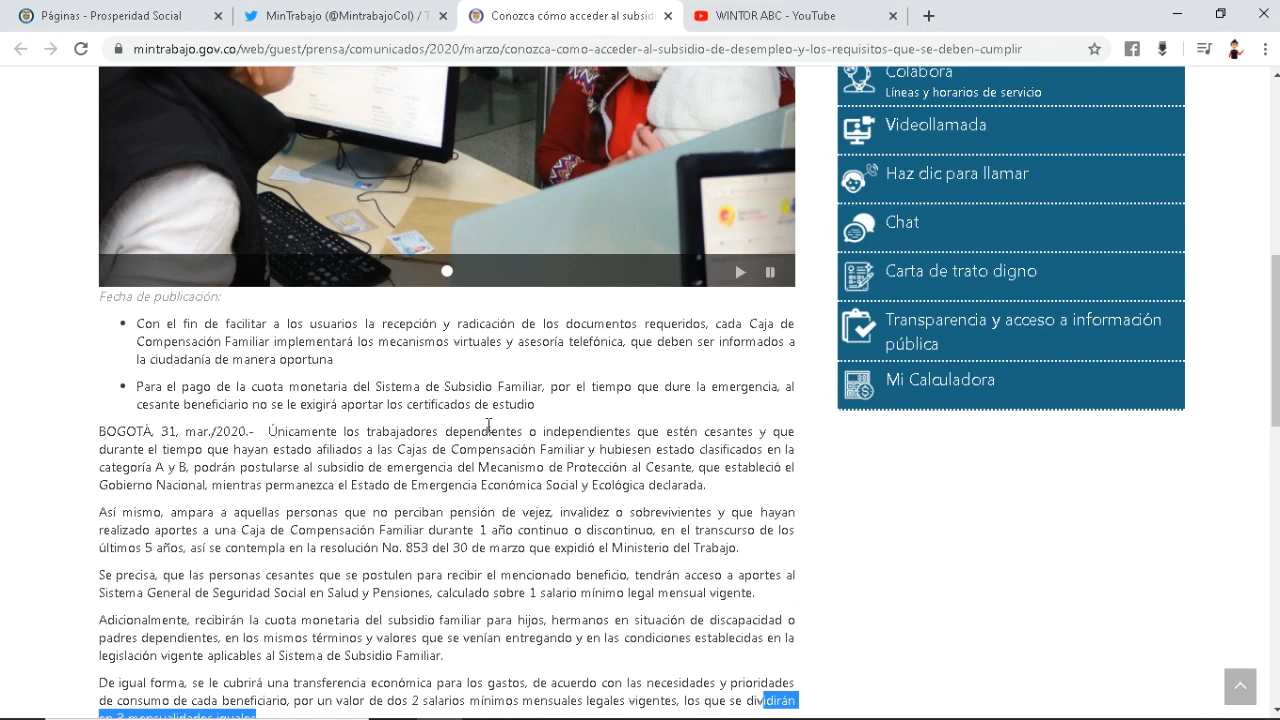 Páginas - Prosperidad Social
MinTrabajo (@MintrabajoCol) / T
Conozca cómo acceder al subsid
WINTOR ABC - YouTube
mintrabajo.gov.co/web/guest/prensa/comunicados/2020/marzo/conozca-como-acceder-al-subsidio-de-desempleo-y-los-requisitos-que-se-deben-cumplir
Colabora
Líneas y horarios de servicio
Videollamada
Haz clic para llamar
Chat
Carta de trato digno
Transparencia y acceso a información
pública
Mi Calculadora
Fecha de publicación:
Con el fin de facilitar a los usuarios la recepción y radicación de los documentos requeridos, cada Caja de
Compensación Familiar implementará los mecanismos virtuales y asesoría telefónica, que deben ser informados a
la ciudadanía de manera oportuna
Para el pago de la cuota monetaria del Sistema de Subsidio Familiar, por el tiempo que dure la emergencia, al
cesante beneficiario no se le exigirá aportar los certificados de estudio
BOGOTÁ, 31, mar./2020.- Únicamente los trabajadores dependientes o independientes que estén cesantes y que
durante el tiempo que hayan estado afiliados a las Cajas de Compensación Familiar y hubiesen estado clasificados en la
categoría A y B, podrán postularse al subsidio de emergencia del Mecanismo de Protección al Cesante, que estableció el
Gobierno Nacional, mientras permanezca el Estado de Emergencia Económica Social y Ecológica declarada.
Así mismo, ampara a aquellas personas que no perciban pensión de vejez, invalidez o sobrevivientes y que hayan
realizado aportes a una Caja de Compensación Familiar durante 1 año continuo o discontinuo, en el transcurso de los
últimos 5 años, así se contempla en la resolución No. 853 del 30 de marzo que expidió el Ministerio del Trabajo.
Se precisa, que las personas cesantes que se postulen para recibir el mencionado beneficio, tendrán acceso a aportes al
Sistema General de Seguridad Social en Salud y Pensiones, calculado sobre 1 salario mínimo legal mensual vigente.
Adicionalmente, recibirán la cuota monetaria del subsidio familiar para hijos, hermanos en situación de discapacidad o
padres dependientes, en los mismos términos y valores que se venían entregando y en las condiciones establecidas en la
legislación vigente aplicables al Sistema de Subsidio Familiar.
De igual forma, se le cubrirá una transferencia económica para los gastos, de acuerdo con las necesidades y prioridades
de consumo de cada beneficiario, por un valor de dos 2 salarios mínimos mensuales legales vigentes, los que se dividirán
en 3 mensualidades iguales